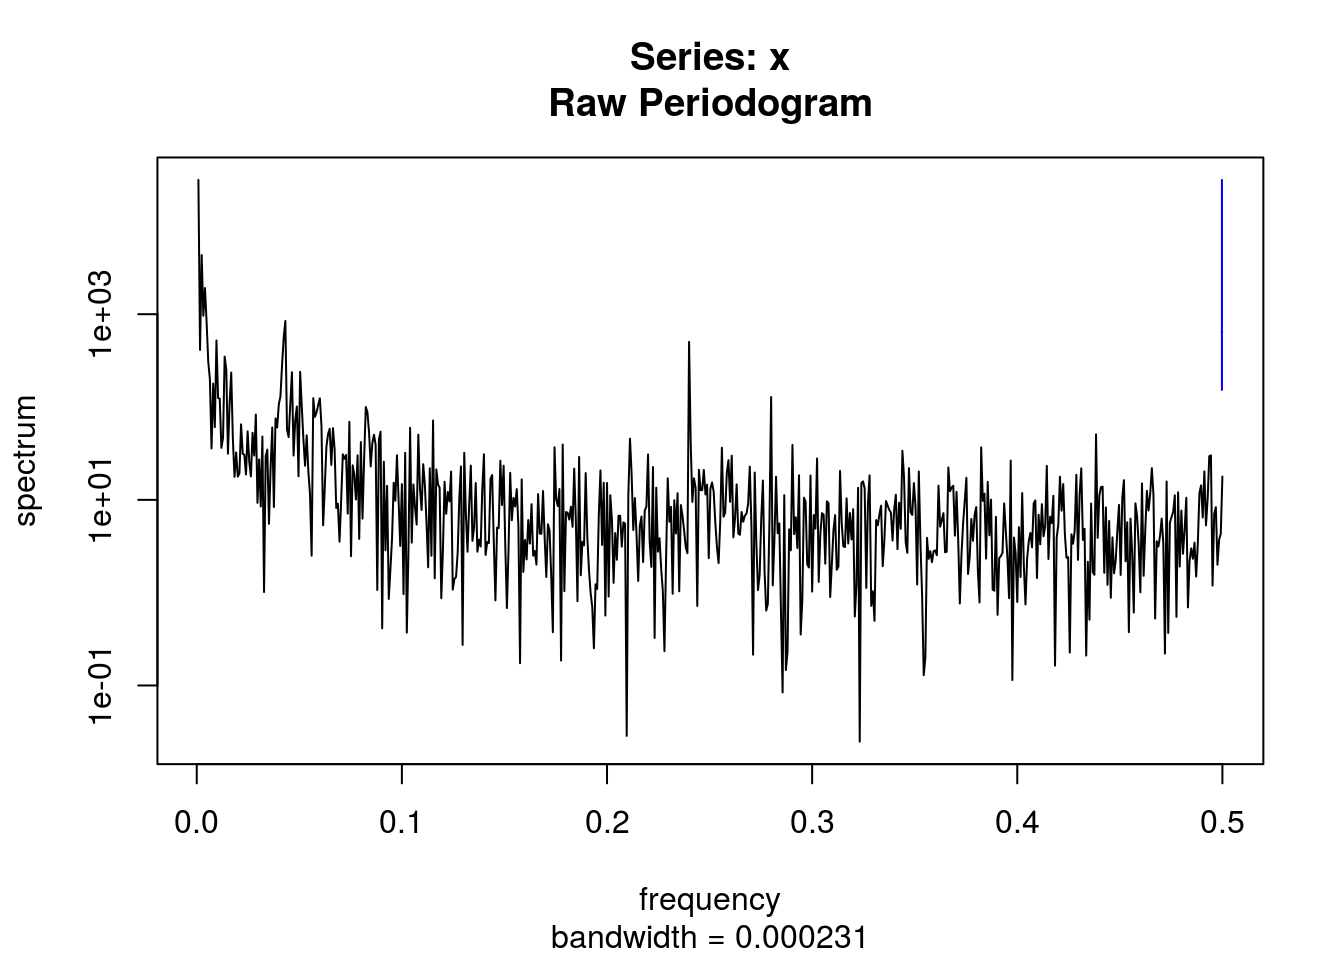 Series: x
Raw Periodogram
spectrum
1e+03
1e+01
1e-01
0.0 0.1 0.2 0.3 0.4 0.5
frequency
bandwidth = 0.000231